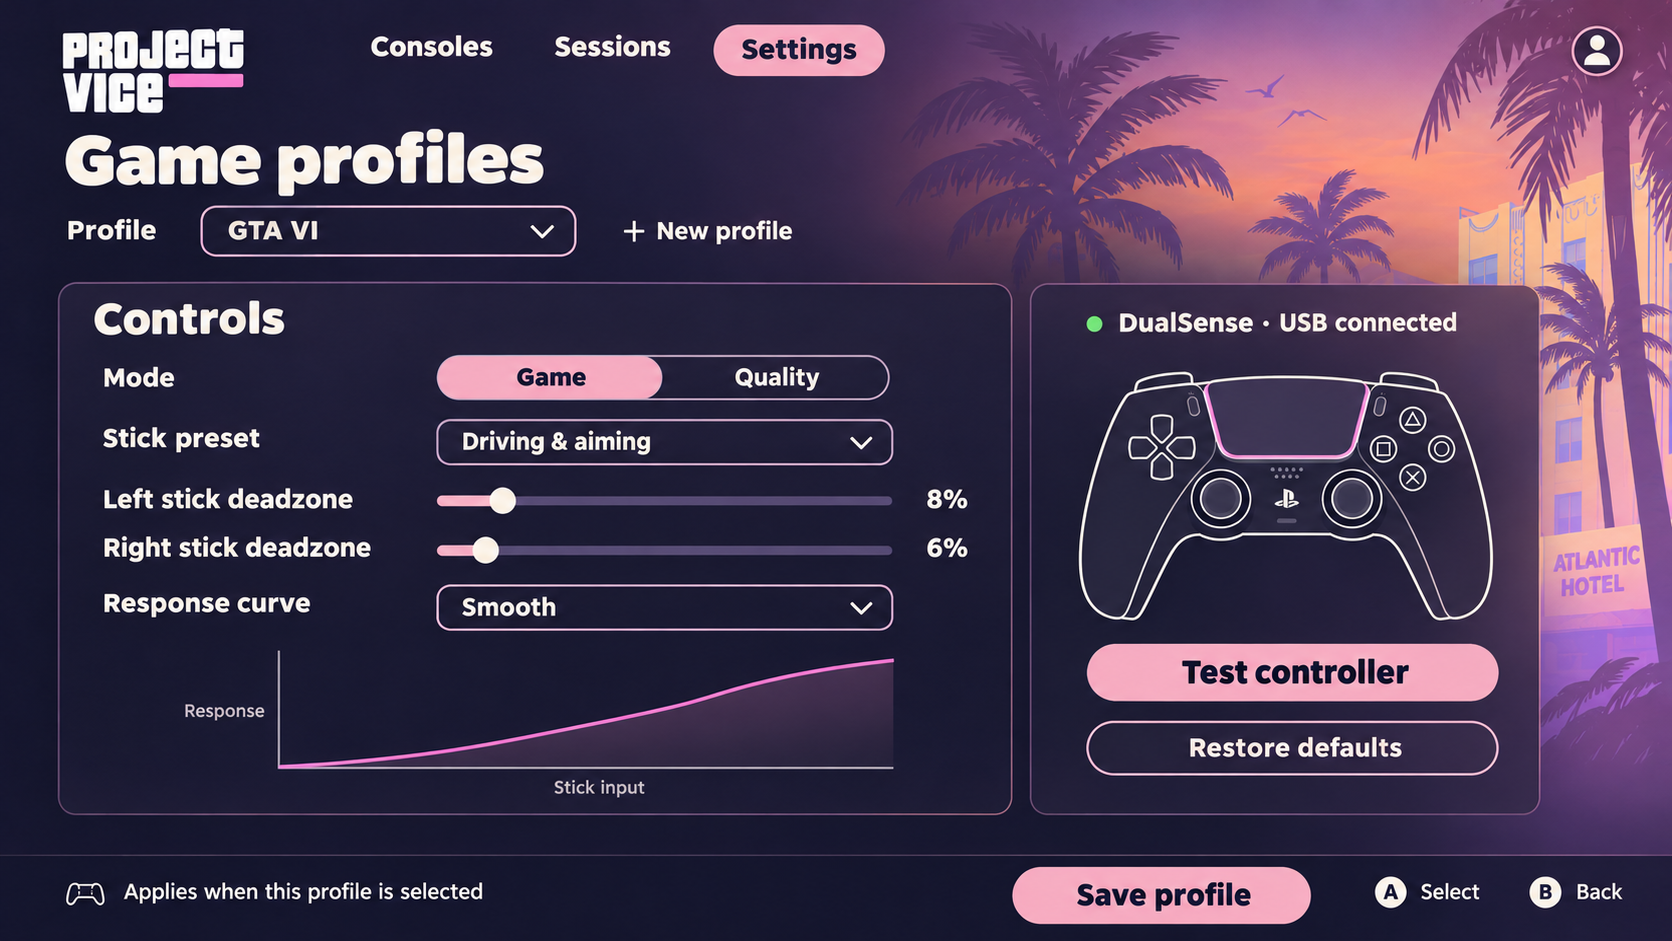 PROJECT
VICE
Consoles
Sessions
Settings
Game profiles
Profile
GTA VI
+ New profile
Controls
Mode
Game
Quality
Stick preset
Driving & aiming
Left stick deadzone
8%
Right stick deadzone
6%
Response curve
Smooth
Response
Stick input
DualSense · USB connected
Test controller
Restore defaults
ATLANTIC
HOTEL
Applies when this profile is selected
Save profile
A Select
B Back